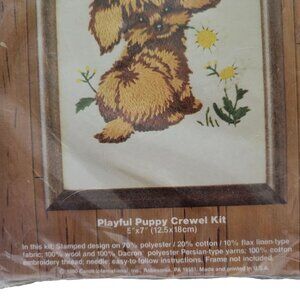 Playful Puppy Crewel Kit
5"x7" (12.5x18cm)
In this kit: Stamped design on 70% polyester / 20% cotton / 10% flax linen-type
fabric; 100% wool and 100% Dacron polyester Persian-type yarns; 100% cotton
embroidery thread; needle; easy-to-follow instructions. Frame not included.
International, Inc., Robesonia, PA 19551. Made and printed in U.S.A.